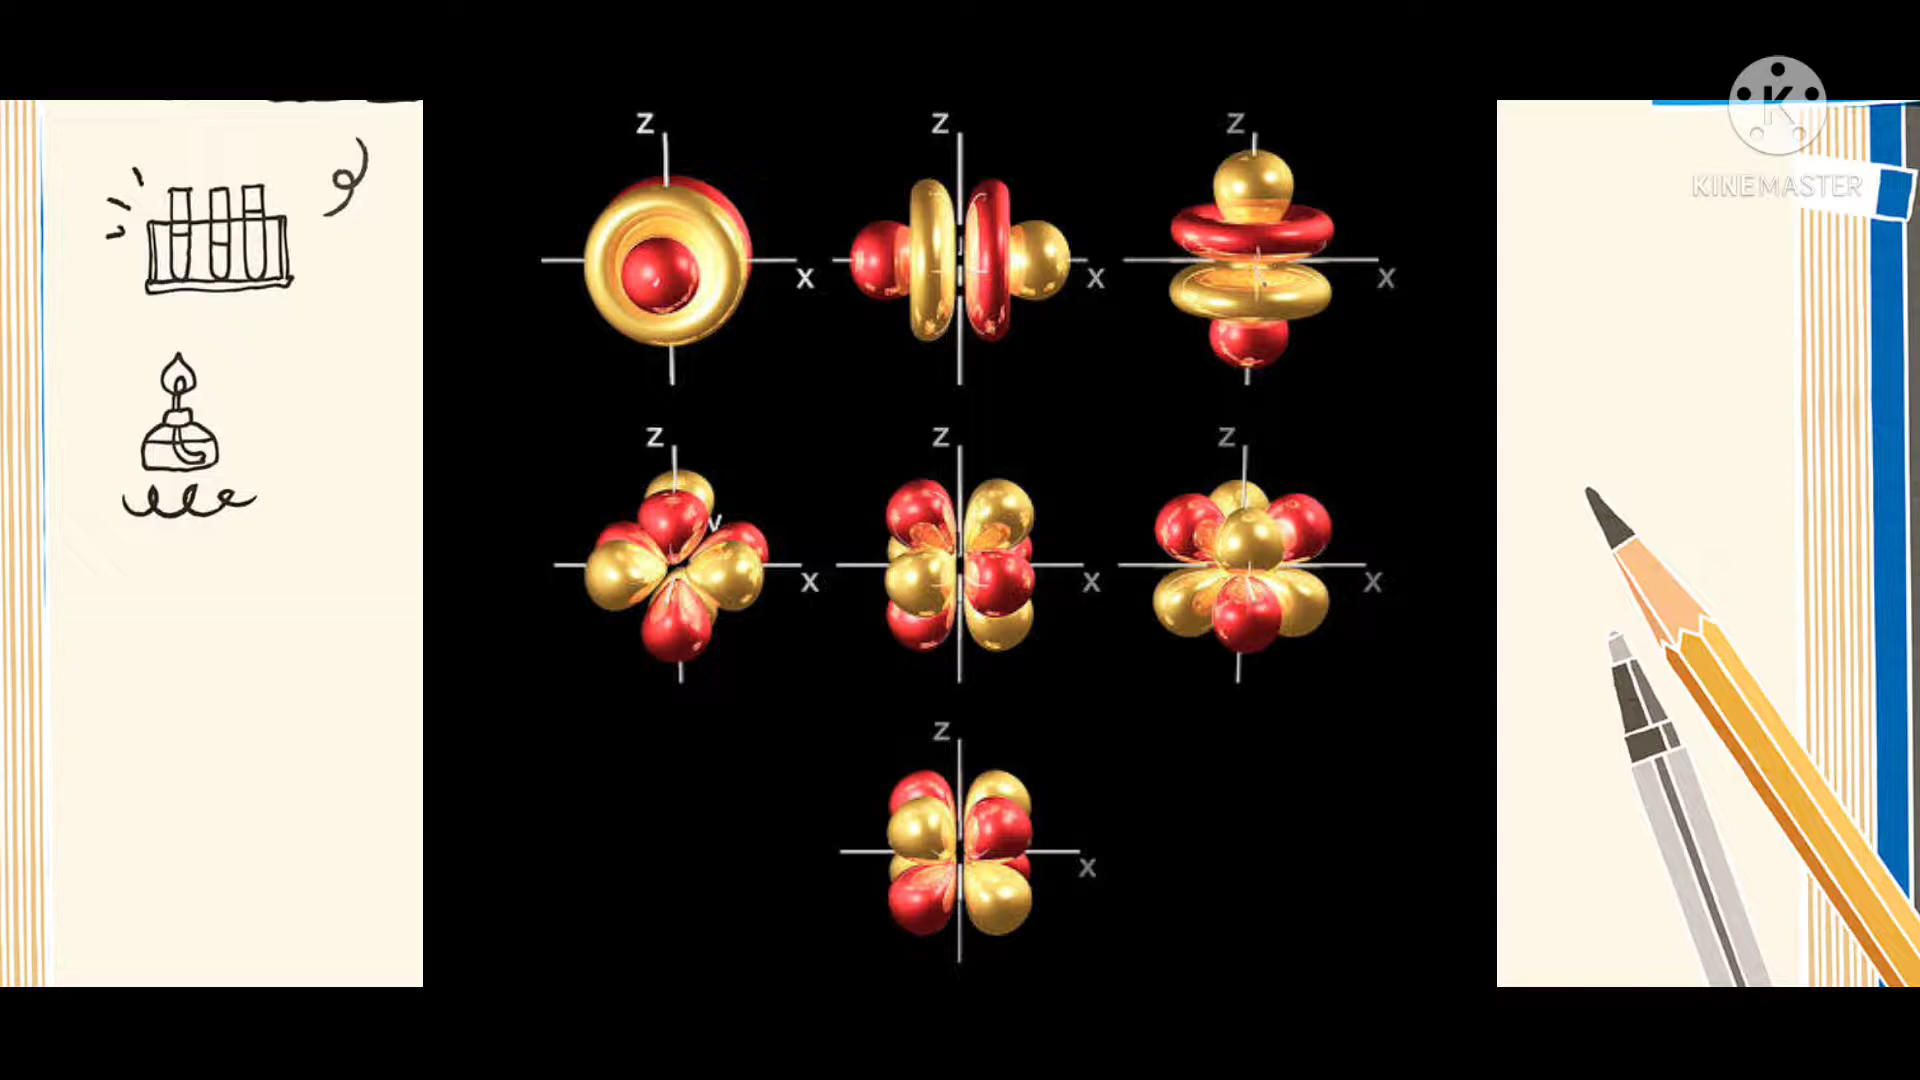 Z Z Z
X X X
K
KINEMASTER
Z Z Z
Y
X X X
Z
X